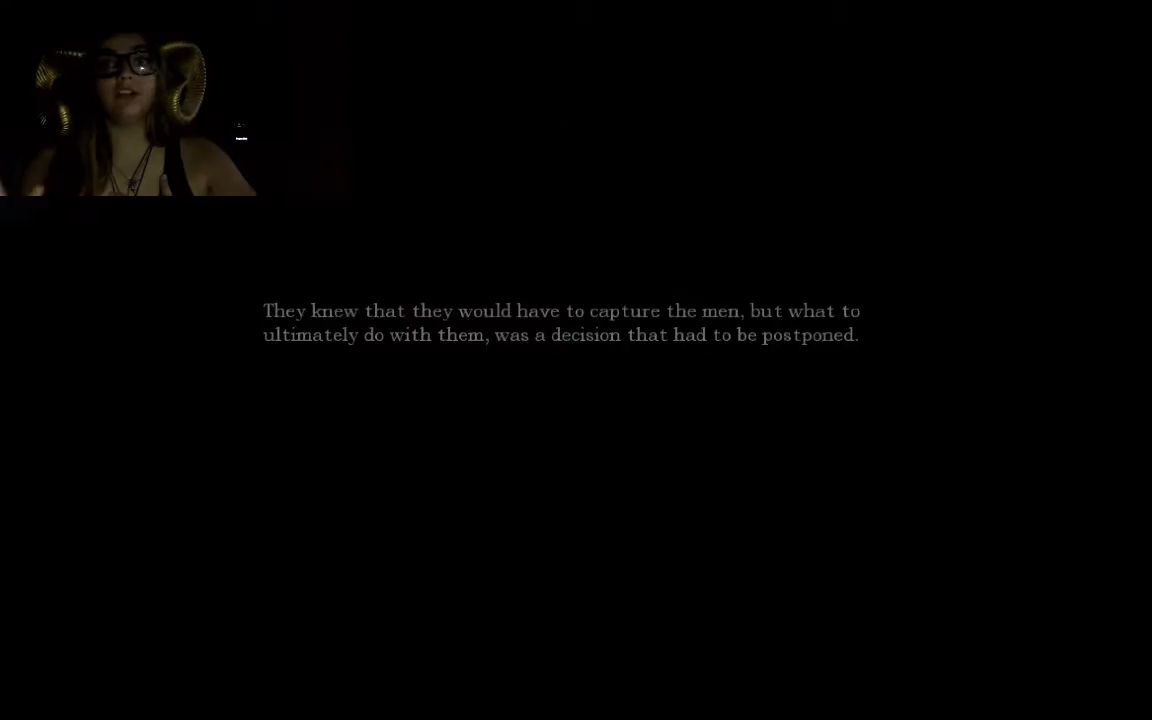 They knew that they would have to capture the men, but what to
ultimately do with them, was a decision that had to be postponed.